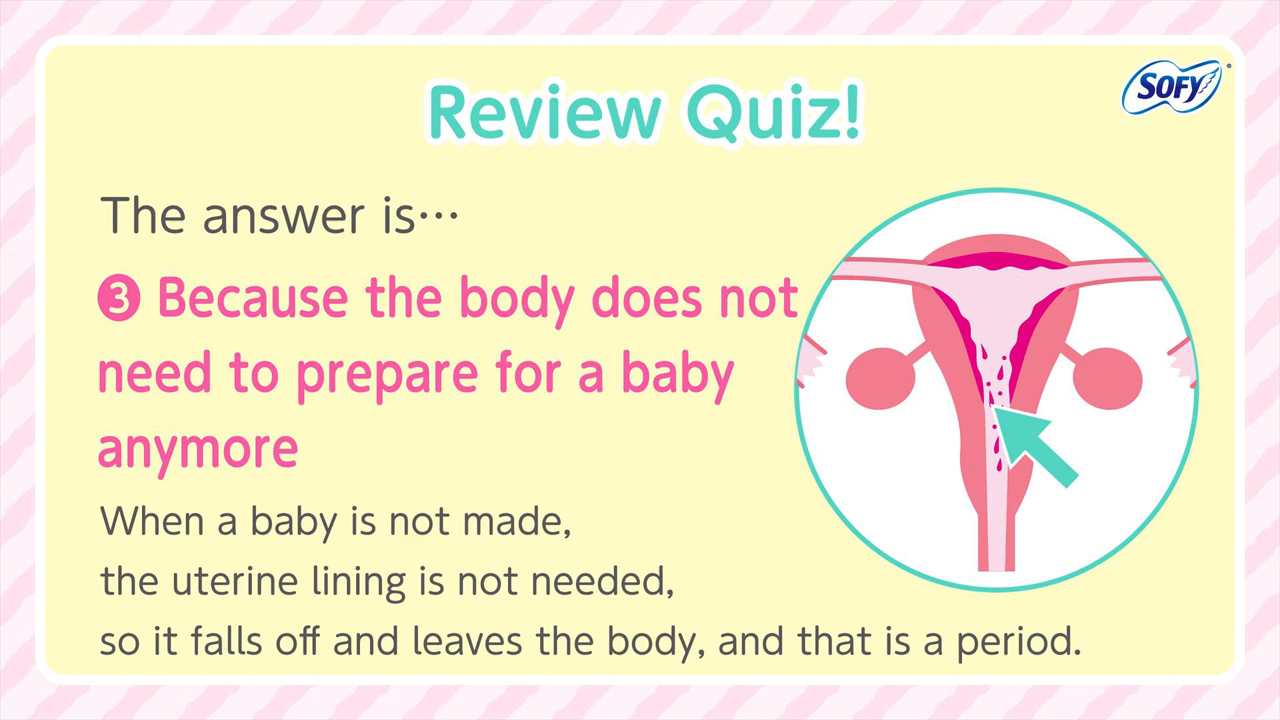 Review Quiz!
SOFY
The answer is…
❸ Because the body does not
need to prepare for a baby
anymore
When a baby is not made,
the uterine lining is not needed,
so it falls off and leaves the body, and that is a period.